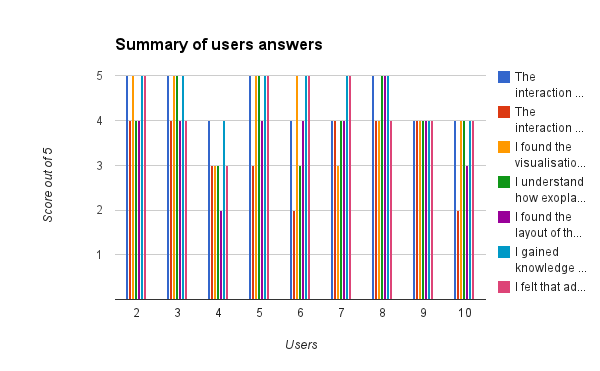 Summary of users answers
5
4
3
2
1
Score out of 5
2 3 4 5 6 7 8 9 10
Users
The
interaction ...
The
interaction ...
I found the
visualisatio...
I understand
how exopla...
I found the
layout of th...
I gained
knowledge ...
I felt that ad...